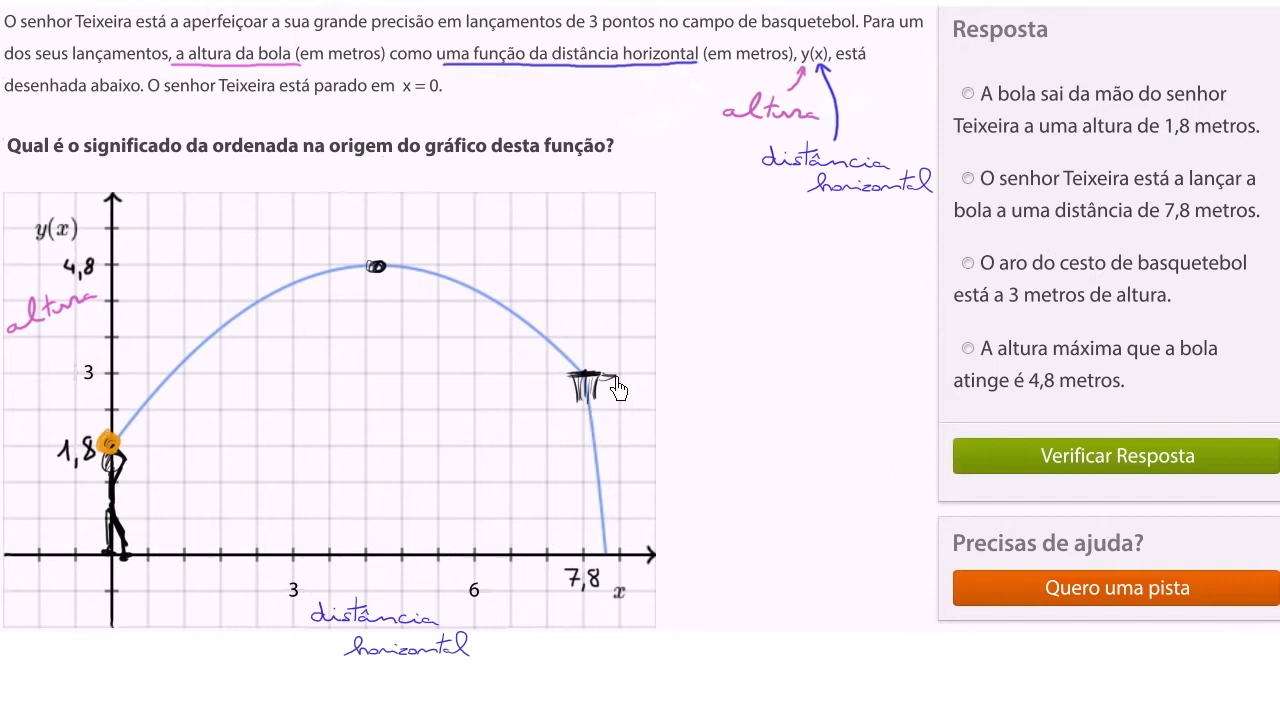 O senhor Teixeira está a aperfeiçoar a sua grande precisão em lançamentos de 3 pontos no campo de basquetebol. Para um
dos seus lançamentos, a altura da bola (em metros) como uma função da distância horizontal (em metros), y(x), está
desenhada abaixo. O senhor Teixeira está parado em x = 0.
altura
distância
horizontal
Qual é o significado da ordenada na origem do gráfico desta função?
y(x)
4,8
altura
3
1,8
3
6
7,8
x
distância
horizontal
Resposta
A bola sai da mão do senhor
Teixeira a uma altura de 1,8 metros.
O senhor Teixeira está a lançar a
bola a uma distância de 7,8 metros.
O aro do cesto de basquetebol
está a 3 metros de altura.
A altura máxima que a bola
atinge é 4,8 metros.
Verificar Resposta
Precisas de ajuda?
Quero uma pista